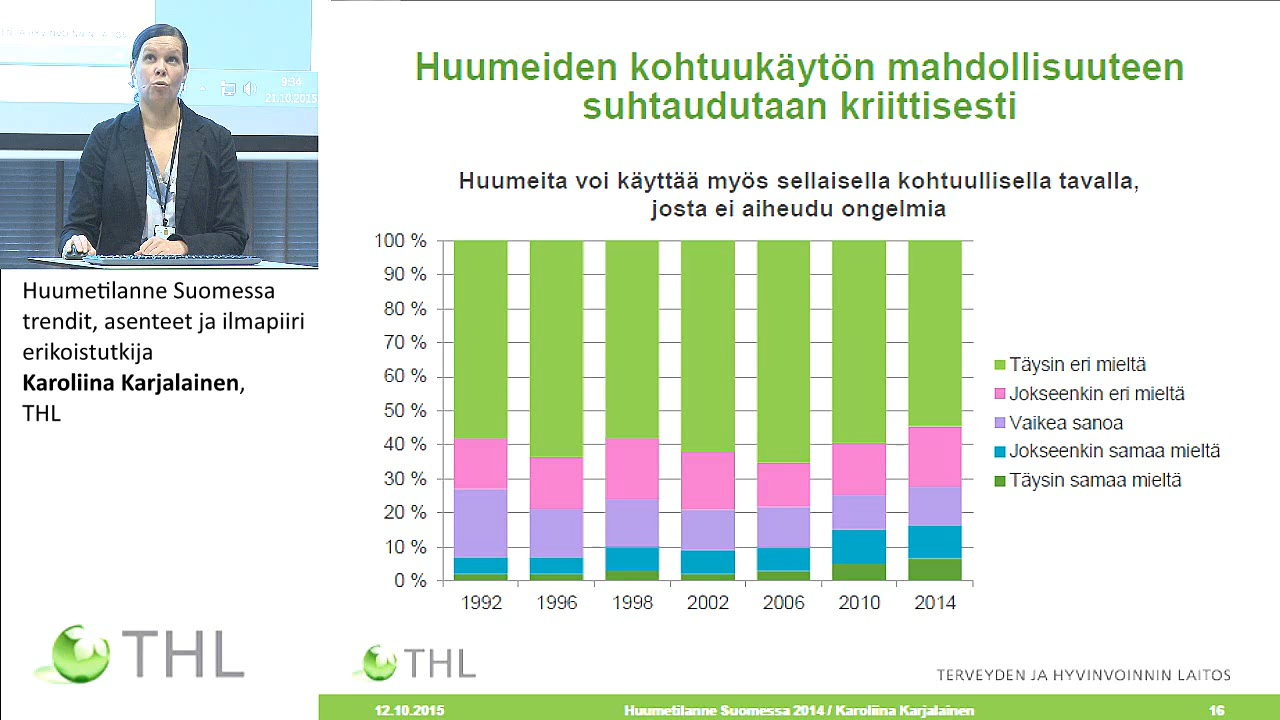 9:34
21.10.2015
Huumetilanne Suomessa
trendit, asenteet ja ilmapiiri
erikoistutkija
Karoliina Karjalainen,
THL
THL
Huumeiden kohtuukäytön mahdollisuuteen
suhtaudutaan kriittisesti
Huumeita voi käyttää myös sellaisella kohtuullisella tavalla,
josta ei aiheudu ongelmia
100 %
90 %
80 %
70 %
60 %
50 %
40 %
30 %
20 %
10 %
0 %
1992 1996 1998 2002 2006 2010 2014
Täysin eri mieltä
Jokseenkin eri mieltä
Vaikea sanoa
Jokseenkin samaa mieltä
Täysin samaa mieltä
THL
TERVEYDEN JA HYVINVOINNIN LAITOS
12.10.2015 Huumetilanne Suomessa 2014 / Karoliina Karjalainen 16